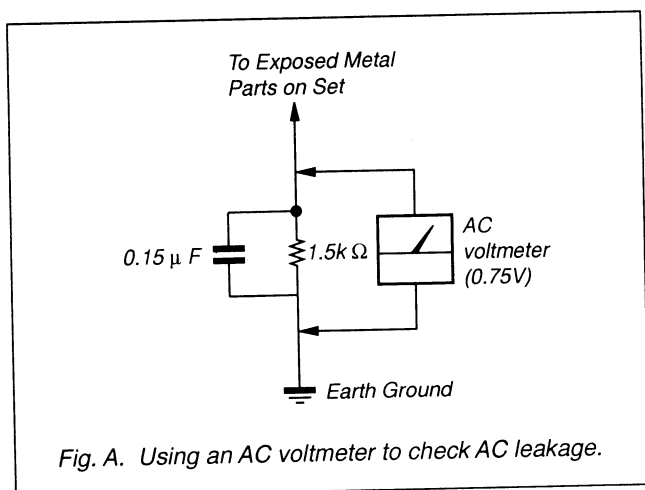 To Exposed Metal
Parts on Set
0.15 μ F
1.5k Ω
AC
voltmeter
(0.75V)
Earth Ground
Fig. A. Using an AC voltmeter to check AC leakage.